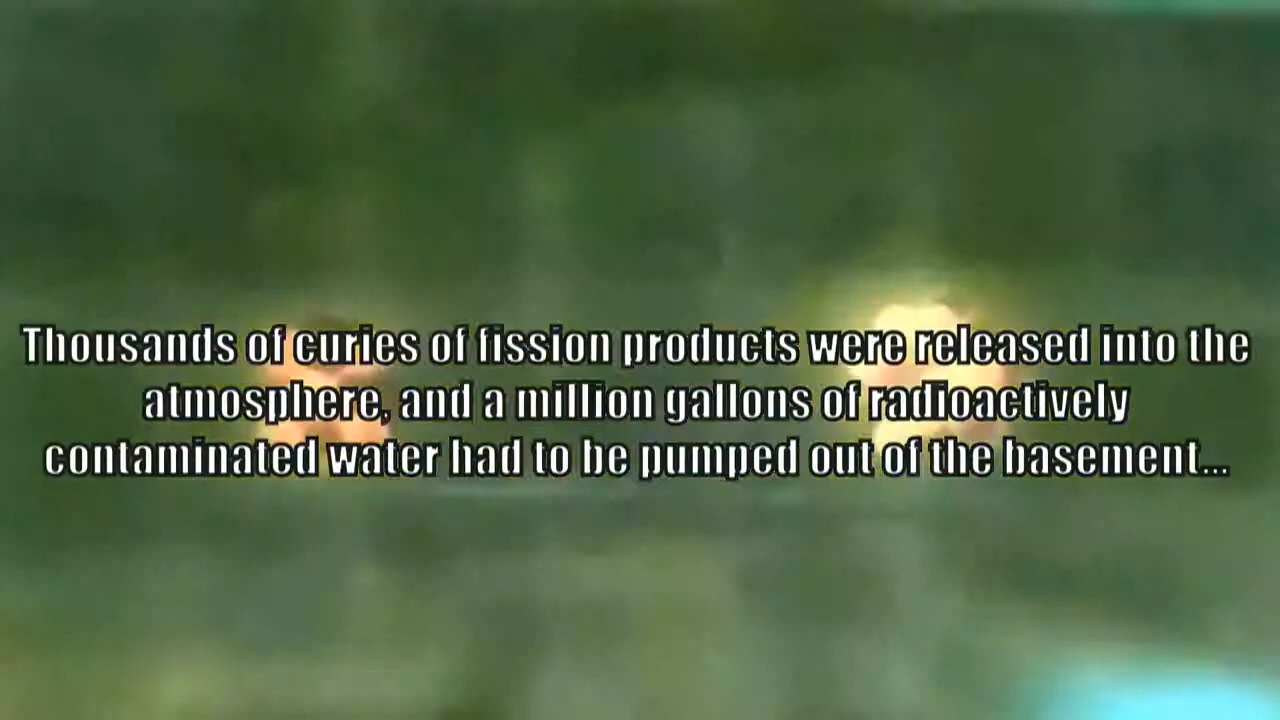 Thousands of curies of fission products were released into the
atmosphere, and a million gallons of radioactively
contaminated water had to be pumped out of the basement...